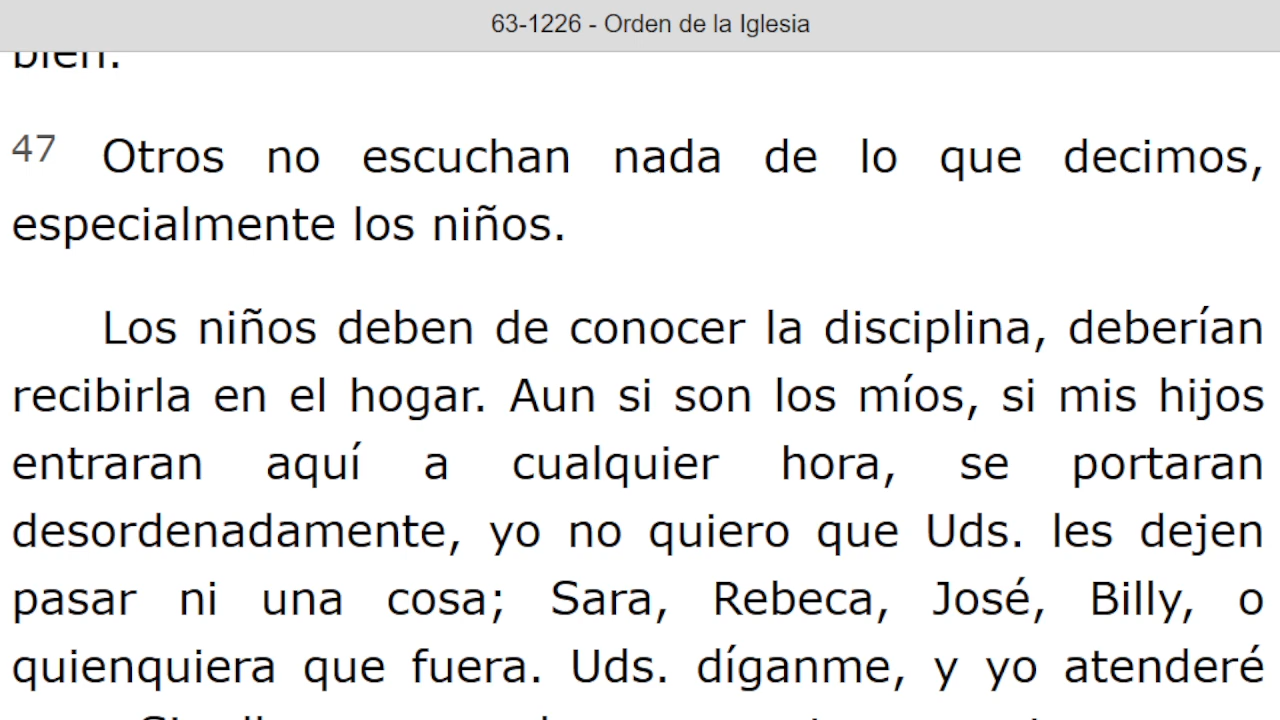 63-1226 - Orden de la Iglesia
bien.
47 Otros no escuchan nada de lo que decimos,
especialmente los niños.
Los niños deben de conocer la disciplina, deberían
recibirla en el hogar. Aun si son los míos, si mis hijos
entraran aquí a cualquier hora, se portaran
desordenadamente, yo no quiero que Uds. les dejen
pasar ni una cosa; Sara, Rebeca, José, Billy, o
quienquiera que fuera. Uds. díganme, y yo atenderé